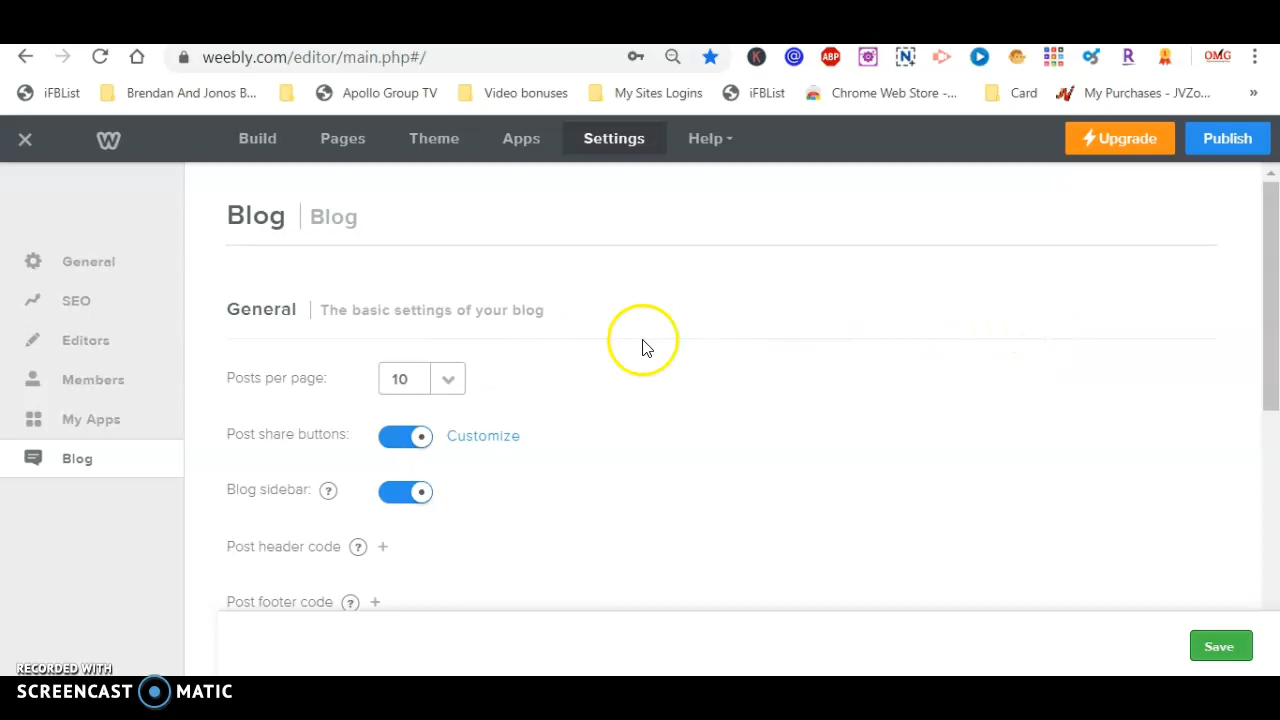 weebly.com/editor/main.php#/
K @ ABP N R OMG
iFBList Brendan And Jonos B... Apollo Group TV Video bonuses My Sites Logins iFBList Chrome Web Store -... Card My Purchases - JVZo... »
Build Pages Theme Apps Settings Help Upgrade Publish
Blog | Blog
General
SEO
Editors
Members
My Apps
Blog
General | The basic settings of your blog
Posts per page: 10
Post share buttons: Customize
Blog sidebar: ?
Post header code ? +
Post footer code ? +
Save
RECORDED WITH
SCREENCAST MATIC